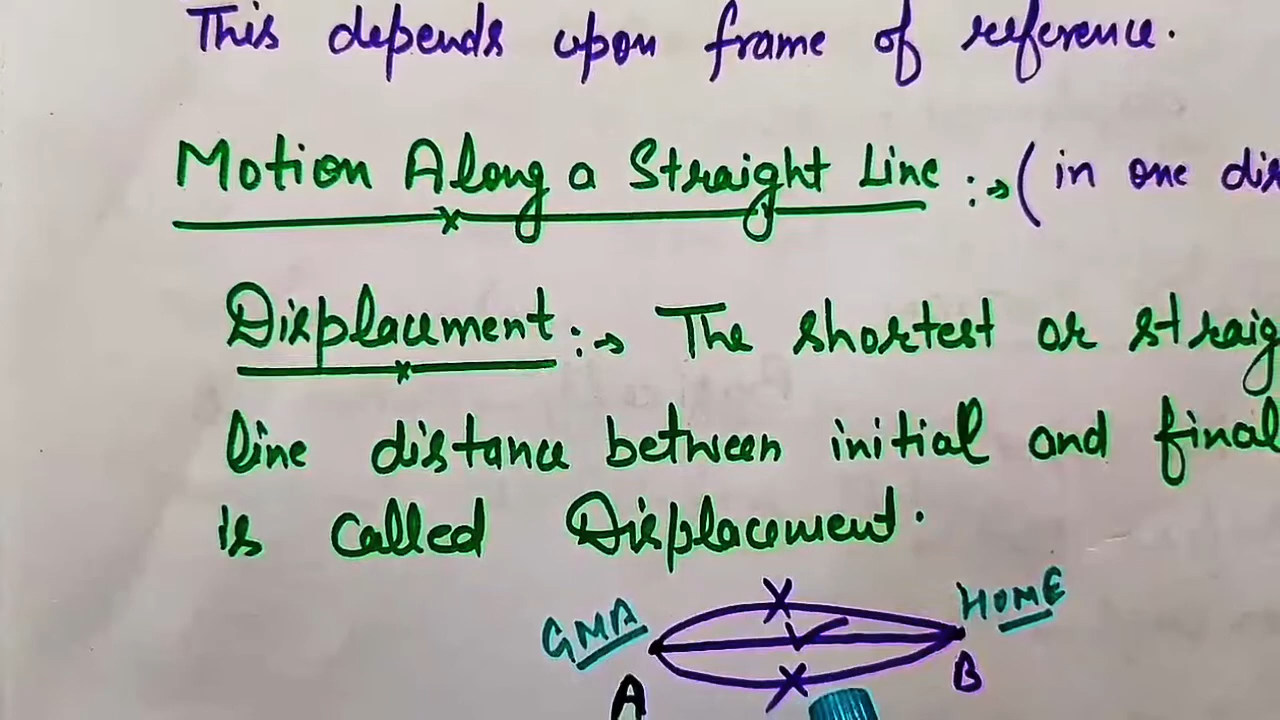 This depends upon frame of reference.
Motion Along a Straight Line :→ ( in one dis
Displacement :→ The shortest or straig
line distance between initial and final
is called Displacement.
GMA HOME
A B